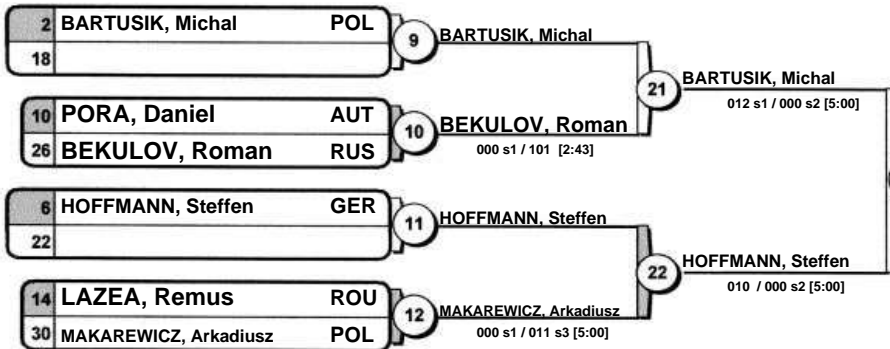 2 BARTUSIK, Michal POL
18
9
BARTUSIK, Michal
10 PORA, Daniel AUT
26 BEKULOV, Roman RUS
10
BEKULOV, Roman
000 s1 / 101 [2:43]
21
BARTUSIK, Michal
012 s1 / 000 s2 [5:00]
6 HOFFMANN, Steffen GER
22
11
HOFFMANN, Steffen
14 LAZEA, Remus ROU
30 MAKAREWICZ, Arkadiusz POL
12
MAKAREWICZ, Arkadiusz
000 s1 / 011 s3 [5:00]
22
HOFFMANN, Steffen
010 / 000 s2 [5:00]